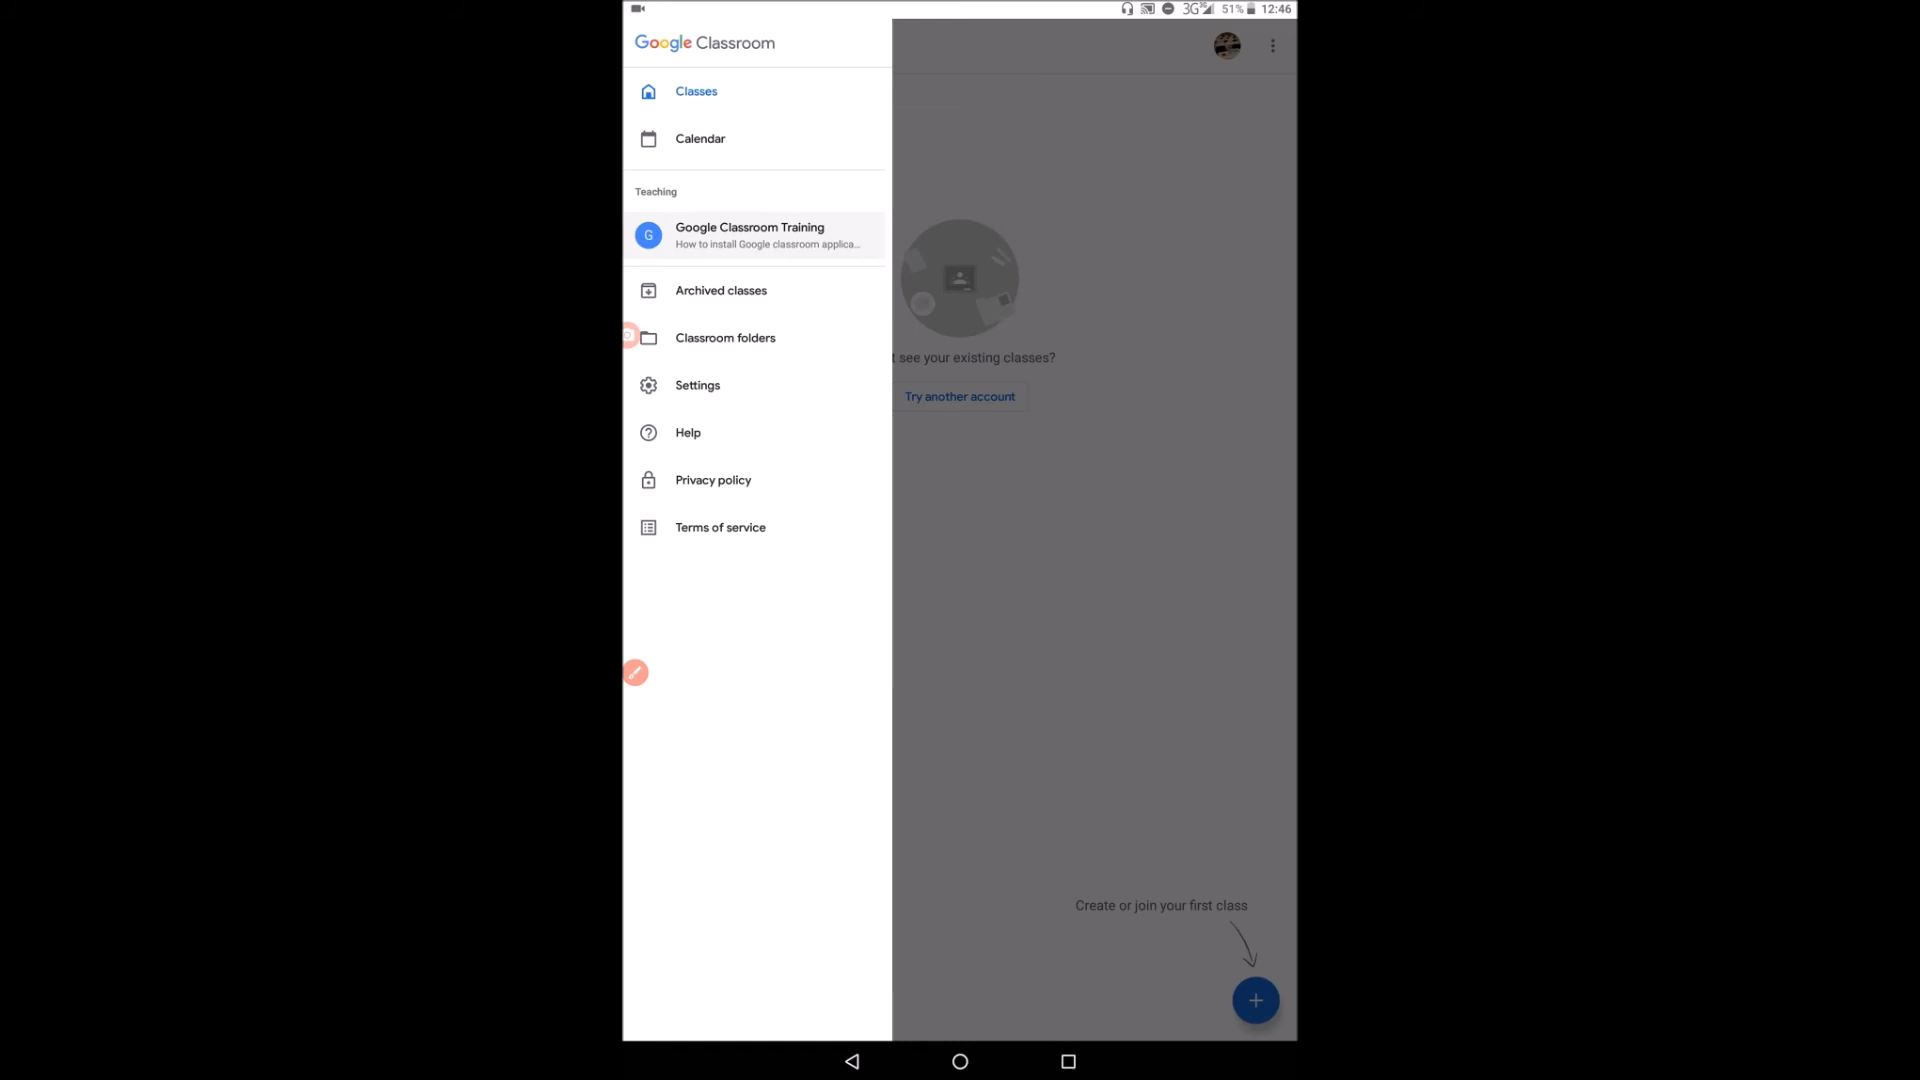 3G 3G 51% 12:46
Google Classroom
Classes
Calendar
Teaching
G
Google Classroom Training
How to install Google classroom applica...
Archived classes
Classroom folders
Settings
Help
Privacy policy
Terms of service
t see your existing classes?
Try another account
Create or join your first class